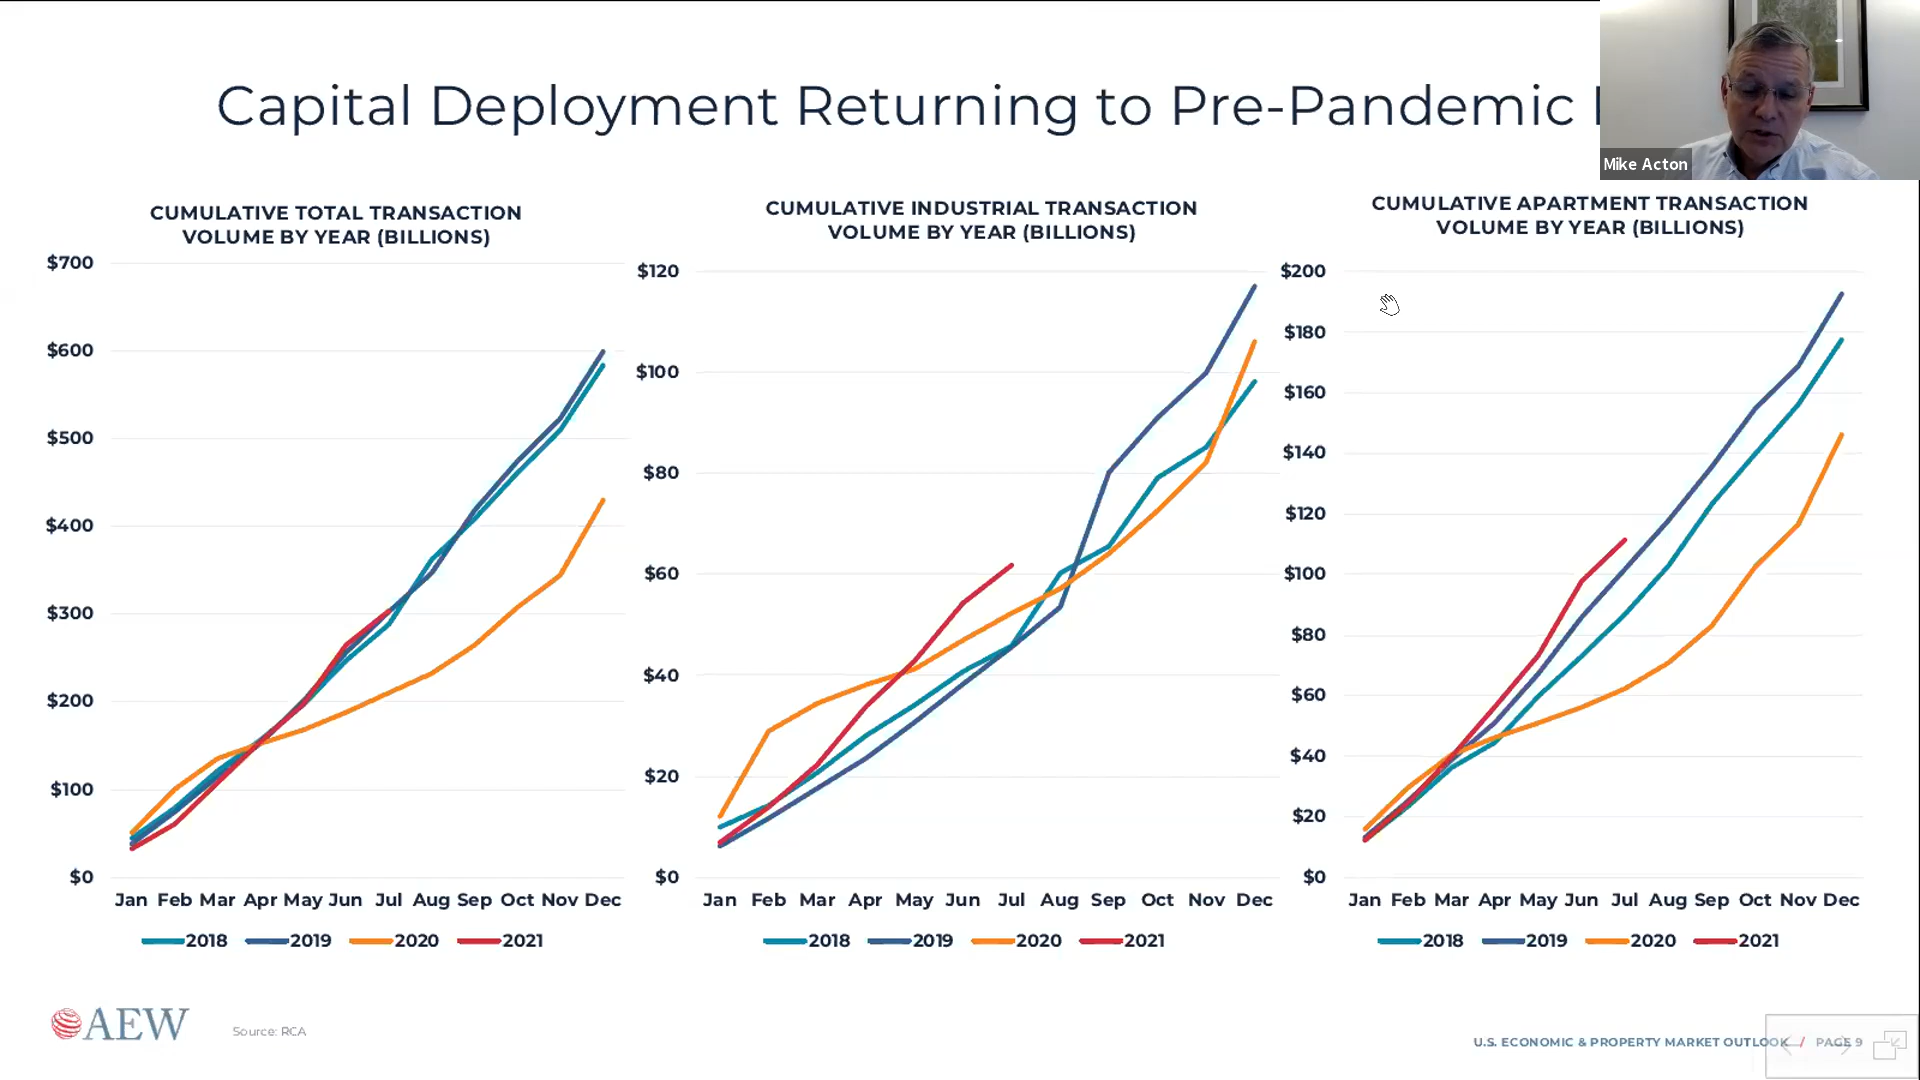 Capital Deployment Returning to Pre-Pandemic
Mike Acton
CUMULATIVE TOTAL TRANSACTION
VOLUME BY YEAR (BILLIONS)
$700
$600
$500
$400
$300
$200
$100
$0
Jan Feb Mar Apr May Jun Jul Aug Sep Oct Nov Dec
2018 2019 2020 2021
CUMULATIVE INDUSTRIAL TRANSACTION
VOLUME BY YEAR (BILLIONS)
$120
$100
$80
$60
$40
$20
$0
Jan Feb Mar Apr May Jun Jul Aug Sep Oct Nov Dec
2018 2019 2020 2021
CUMULATIVE APARTMENT TRANSACTION
VOLUME BY YEAR (BILLIONS)
$200
$180
$160
$140
$120
$100
$80
$60
$40
$20
$0
Jan Feb Mar Apr May Jun Jul Aug Sep Oct Nov Dec
2018 2019 2020 2021
AEW
Source: RCA
U.S. ECONOMIC & PROPERTY MARKET OUTLOOK / PAGE 9